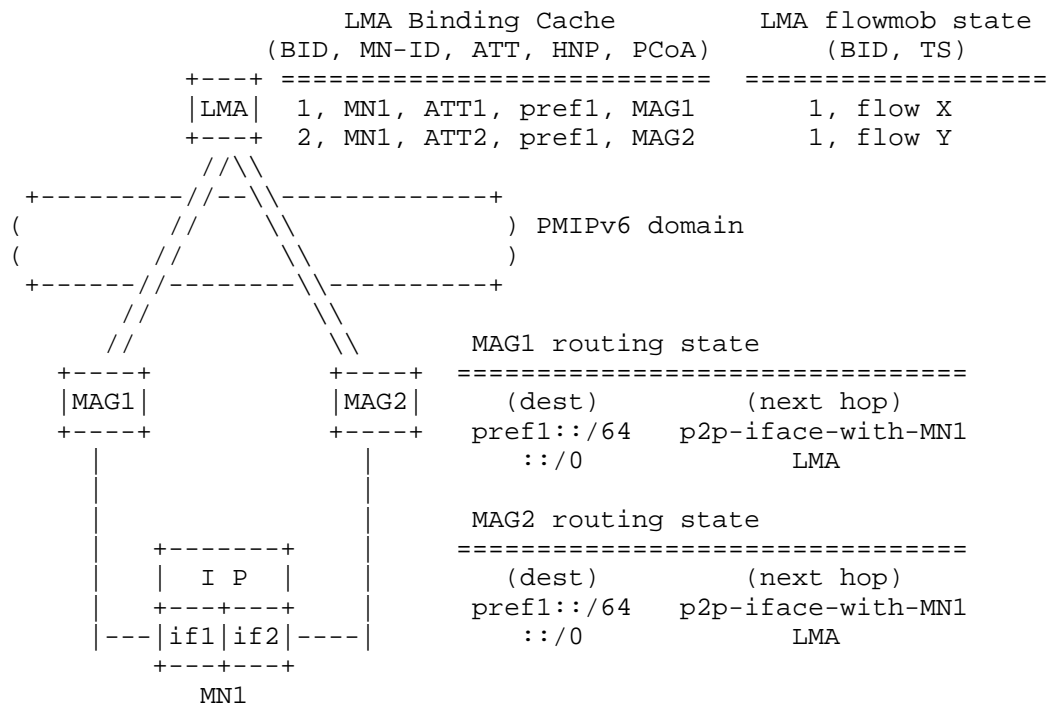 LMA Binding Cache LMA flowmob state
(BID, MN-ID, ATT, HNP, PCoA) (BID, TS)
+---+ =========================== ===================
|LMA| 1, MN1, ATT1, pref1, MAG1 1, flow X
+---+ 2, MN1, ATT2, pref1, MAG2 1, flow Y
//\\
+---------//--\\-------------+
( // \\ ) PMIPv6 domain
( // \\ )
+------//--------\\----------+
// \\
// \\ MAG1 routing state
+----+ +----+ ================================
|MAG1| |MAG2| (dest) (next hop)
+----+ +----+ pref1::/64 p2p-iface-with-MN1
| | ::/0 LMA
| |
| | MAG2 routing state
| +-------+ | ================================
| | I P | | (dest) (next hop)
| +---+---+ | pref1::/64 p2p-iface-with-MN1
|---|if1|if2|----| ::/0 LMA
+---+---+
MN1